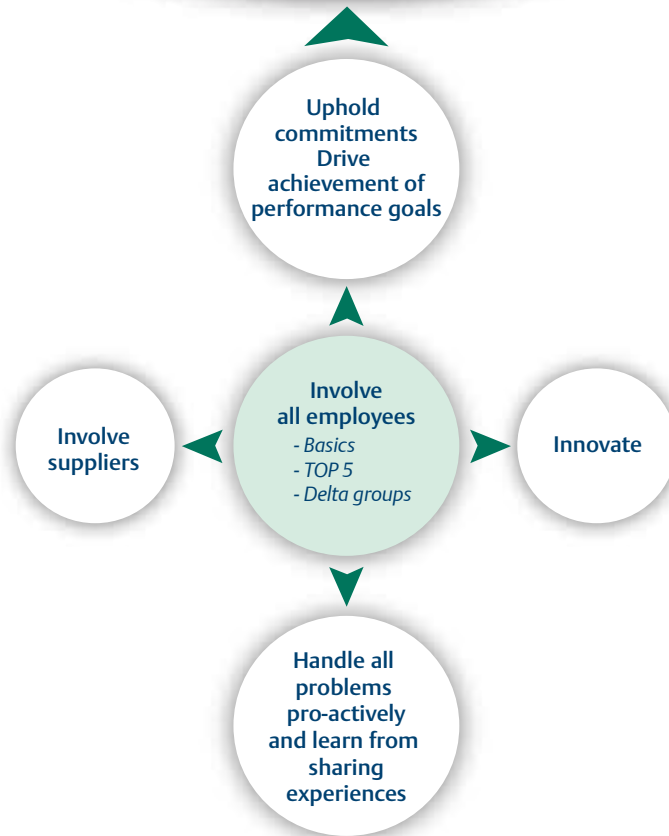 Uphold
commitments
Drive
achievement of
performance goals
Involve
all employees
- Basics
- TOP 5
- Delta groups
Involve
suppliers
Innovate
Handle all
problems
pro-actively
and learn from
sharing
experiences